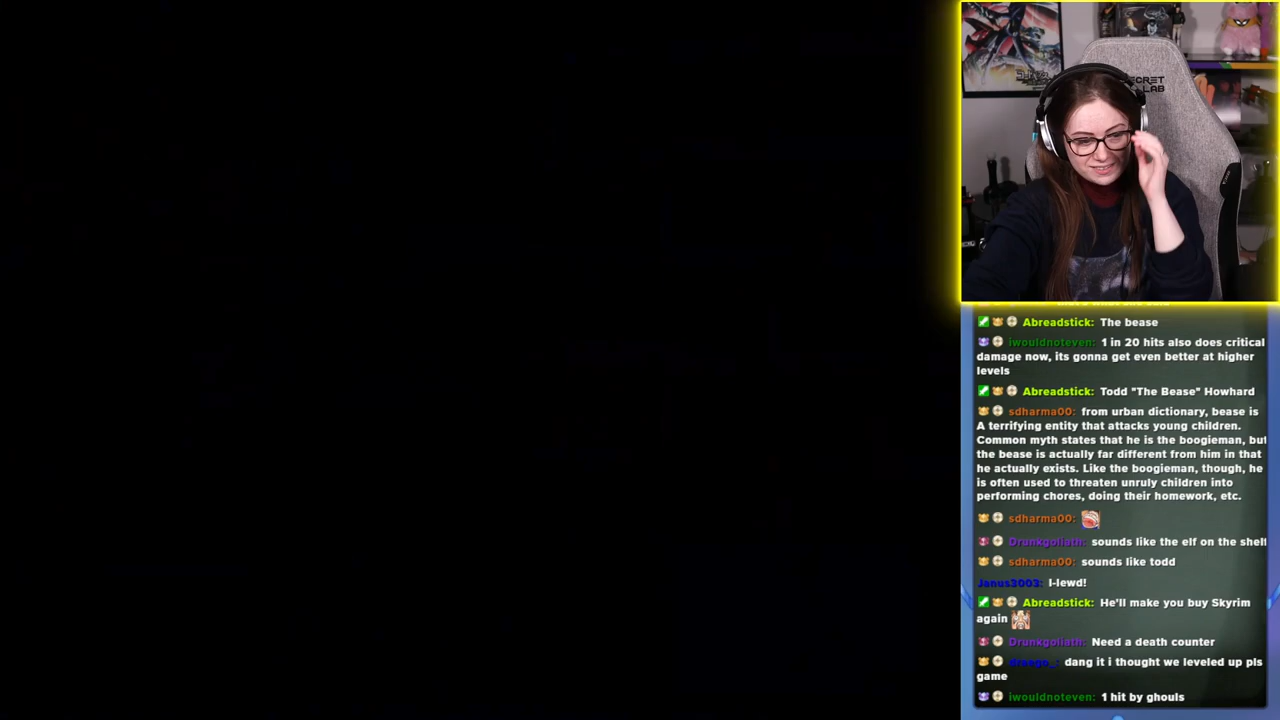 SECRET
LAB
Abreadstick: The bease
iwouldnoteven: 1 in 20 hits also does critical
damage now, its gonna get even better at higher
levels
Abreadstick: Todd "The Bease" Howhard
sdharma00: from urban dictionary, bease is
A terrifying entity that attacks young children.
Common myth states that he is the boogieman, but
the bease is actually far different from him in that
he actually exists. Like the boogieman, though, he
is often used to threaten unruly children into
performing chores, doing their homework, etc.
sdharma00:
Drunkgoliath: sounds like the elf on the shelf
sdharma00: sounds like todd
Janus3003: I-lewd!
Abreadstick: He'll make you buy Skyrim
again
Drunkgoliath: Need a death counter
dang it i thought we leveled up pls
game
iwouldnoteven: 1 hit by ghouls